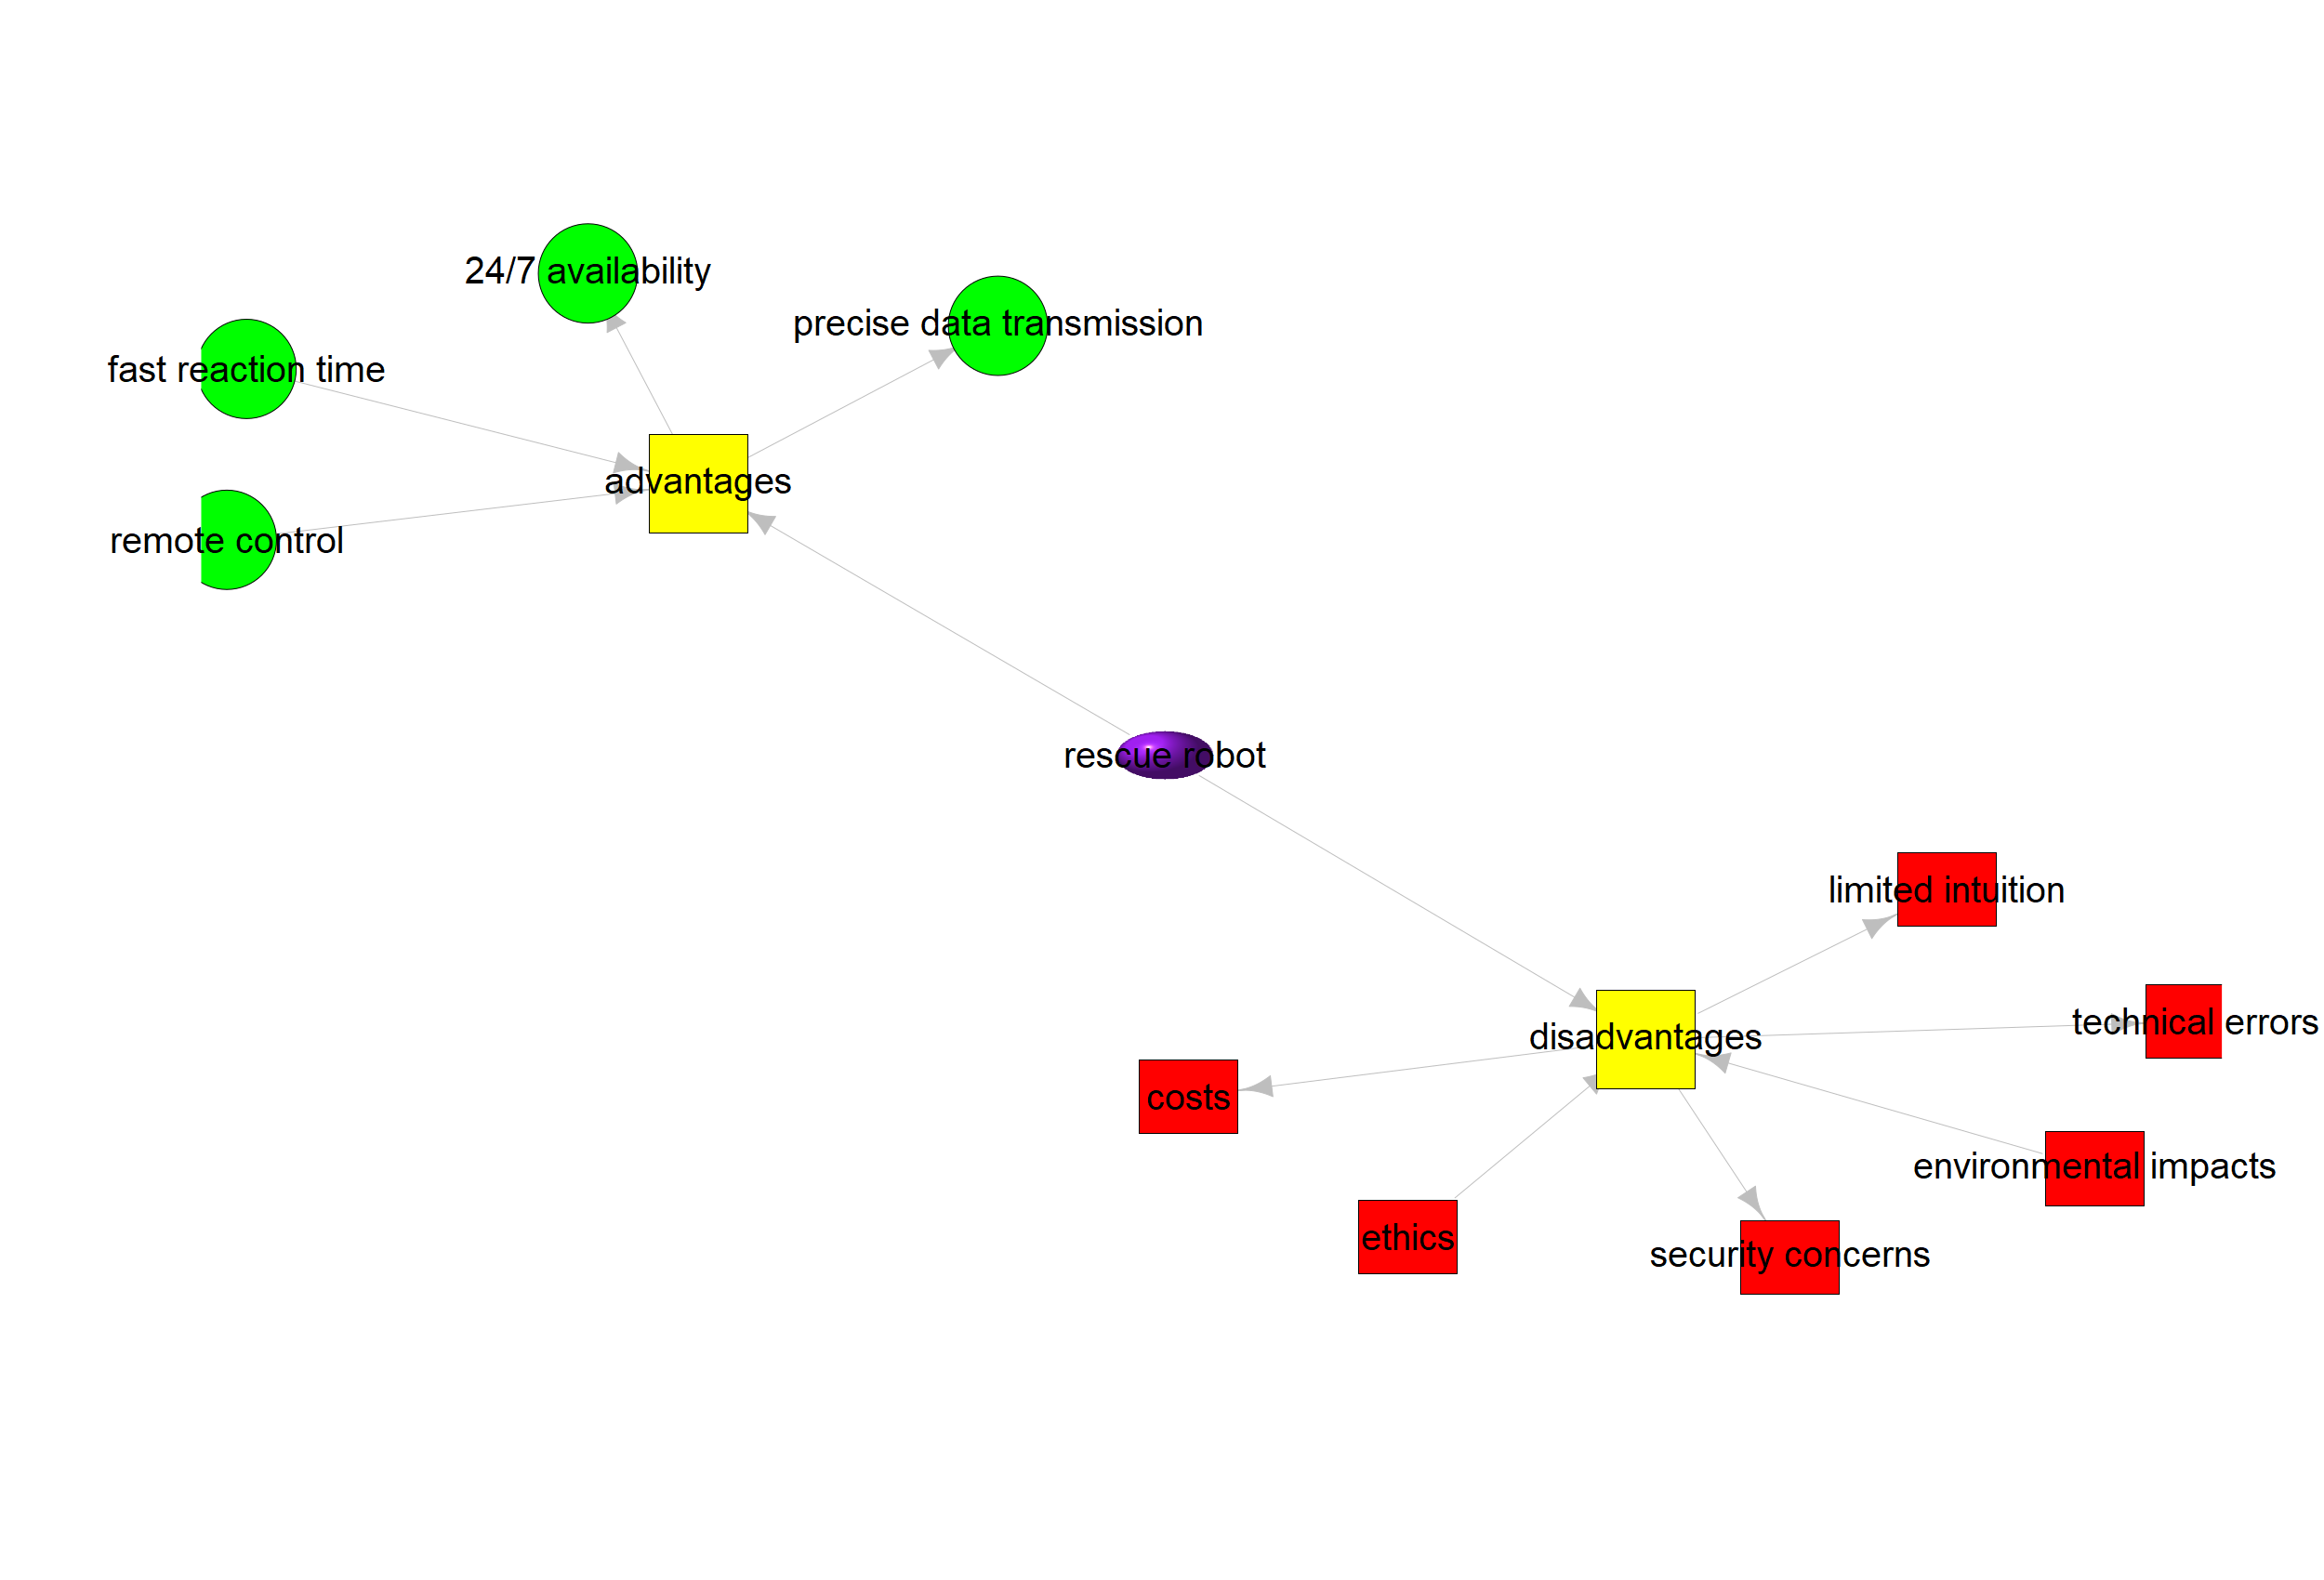 24/7 availability
precise data transmission
fast reaction time
advantages
remote control
rescue robot
limited intuition
technical errors
disadvantages
costs
environmental impacts
ethics
security concerns